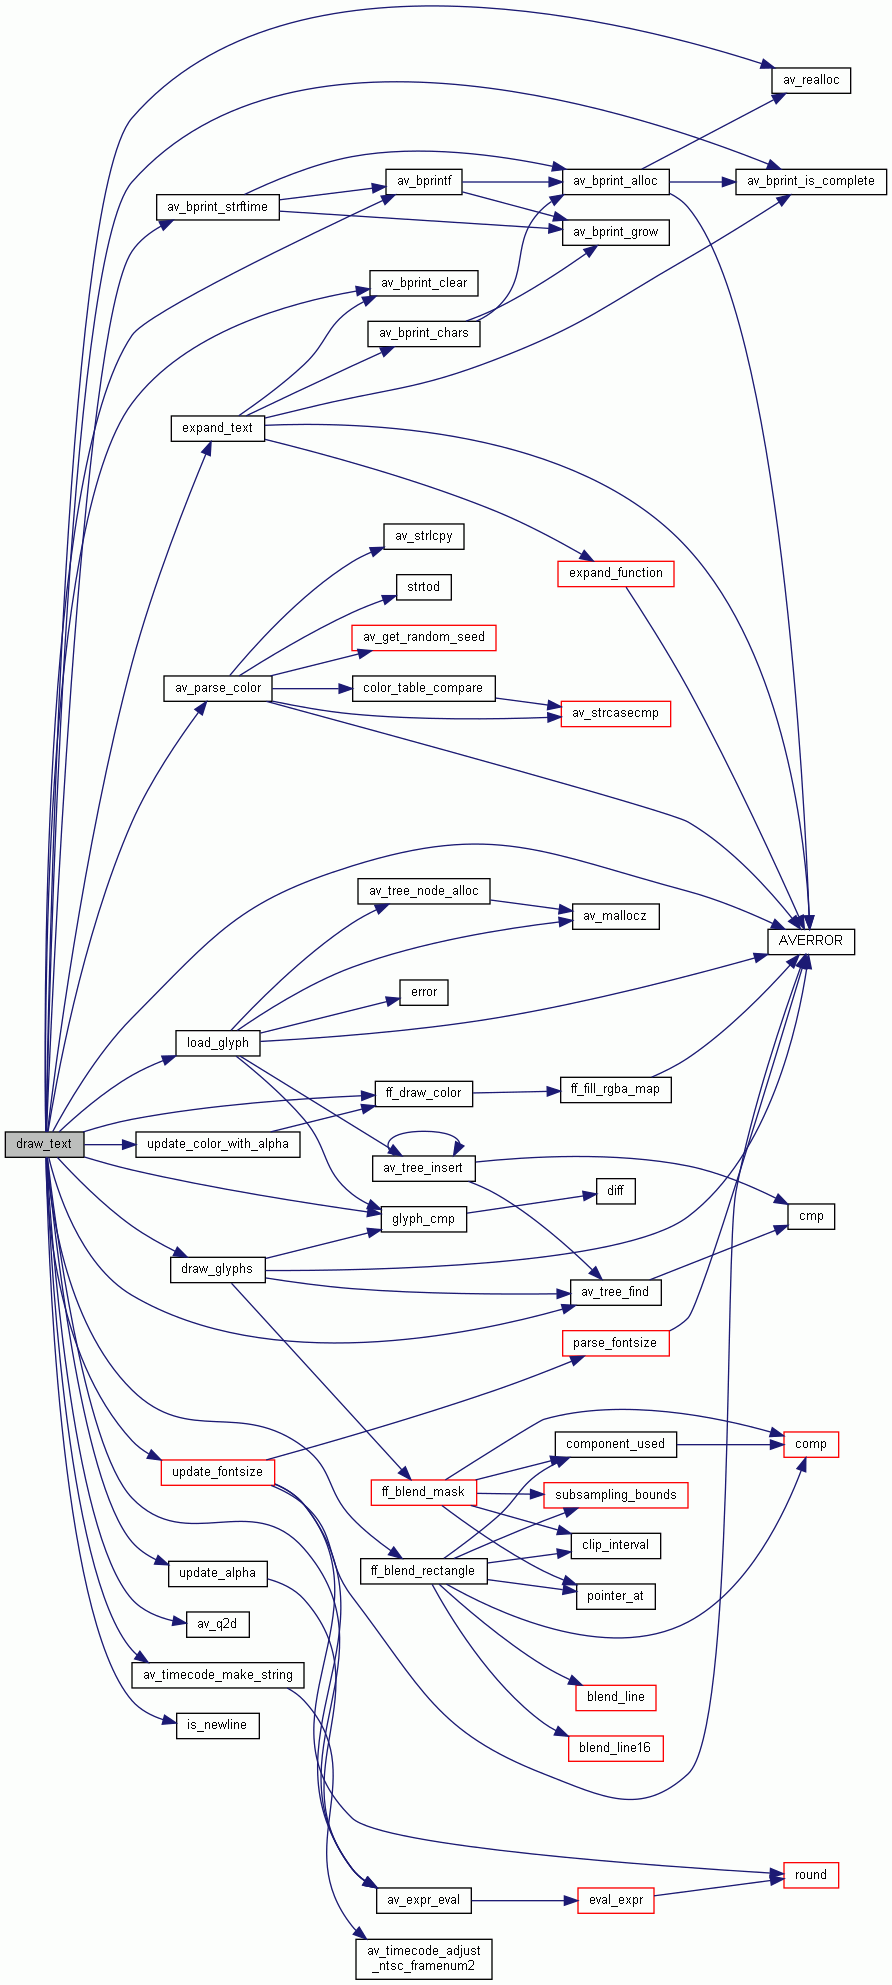 av_realloc
av_bprintf
av_bprint_alloc
av_bprint_is_complete
av_bprint_strftime
av_bprint_grow
av_bprint_clear
av_bprint_chars
expand_text
av_strlcpy
expand_function
strtod
av_get_random_seed
av_parse_color
color_table_compare
av_strcasecmp
av_tree_node_alloc
av_mallocz
AVERROR
error
load_glyph
ff_draw_color
ff_fill_rgba_map
draw_text
update_color_with_alpha
av_tree_insert
diff
glyph_cmp
cmp
draw_glyphs
av_tree_find
parse_fontsize
component_used
comp
update_fontsize
ff_blend_mask
subsampling_bounds
clip_interval
update_alpha
ff_blend_rectangle
pointer_at
av_q2d
av_timecode_make_string
blend_line
is_newline
blend_line16
round
av_expr_eval
eval_expr
av_timecode_adjust
_ntsc_framenum2